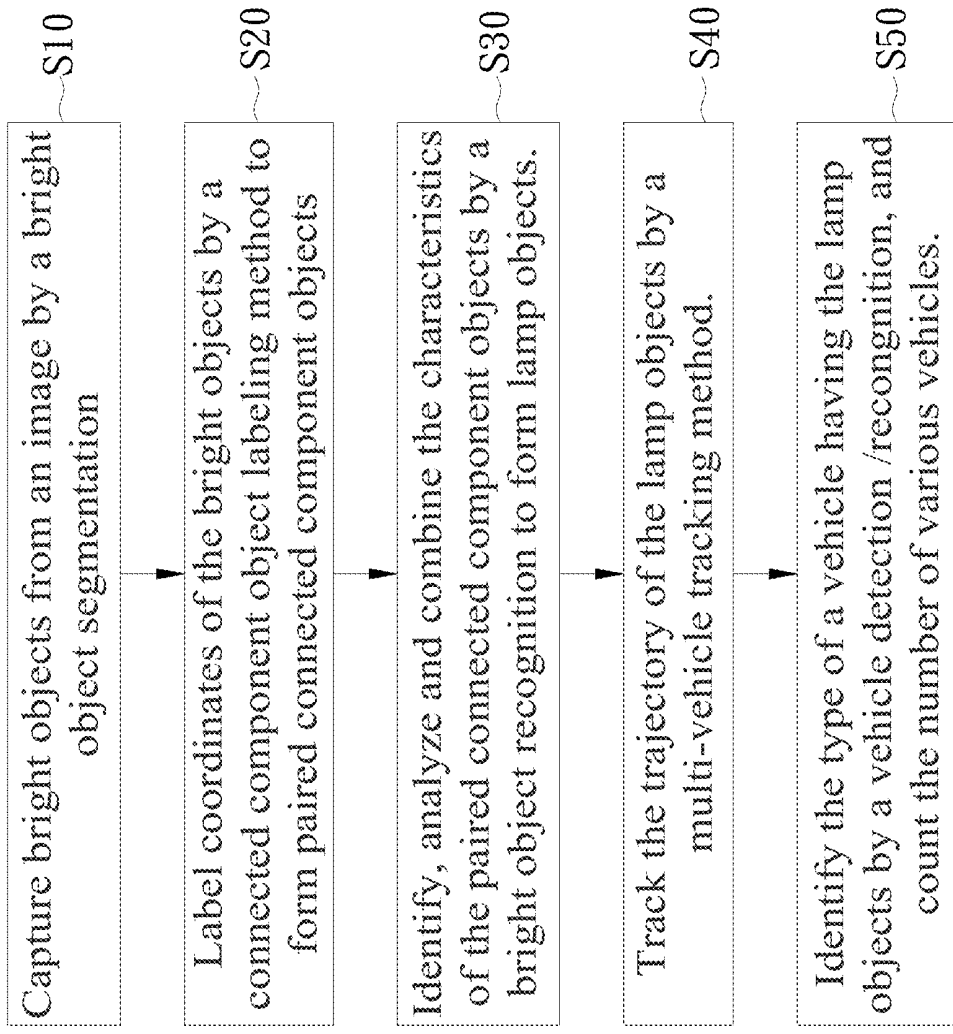 Capture bright objects from an image by a bright
object segmentation
S10
Label coordinates of the bright objects by a
connected component object labeling method to
form paired connected component objects
S20
Identify, analyze and combine the characteristics
of the paired connected component objects by a
bright object recognition to form lamp objects.
S30
Track the trajectory of the lamp objects by a
multi-vehicle tracking method.
S40
Identify the type of a vehicle having the lamp
objects by a vehicle detection /recongnition, and
count the number of various vehicles.
S50